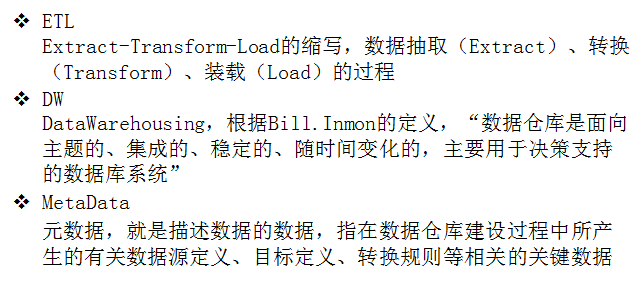 ❖ ETL
Extract-Transform-Load的缩写，数据抽取（Extract）、转换
（Transform）、装载（Load）的过程
❖ DW
DataWarehousing，根据Bill.Inmon的定义，“数据仓库是面向
主题的、集成的、稳定的、随时间变化的，主要用于决策支持
的数据库系统”
❖ MetaData
元数据，就是描述数据的数据，指在数据仓库建设过程中所产
生的有关数据源定义、目标定义、转换规则等相关的关键数据